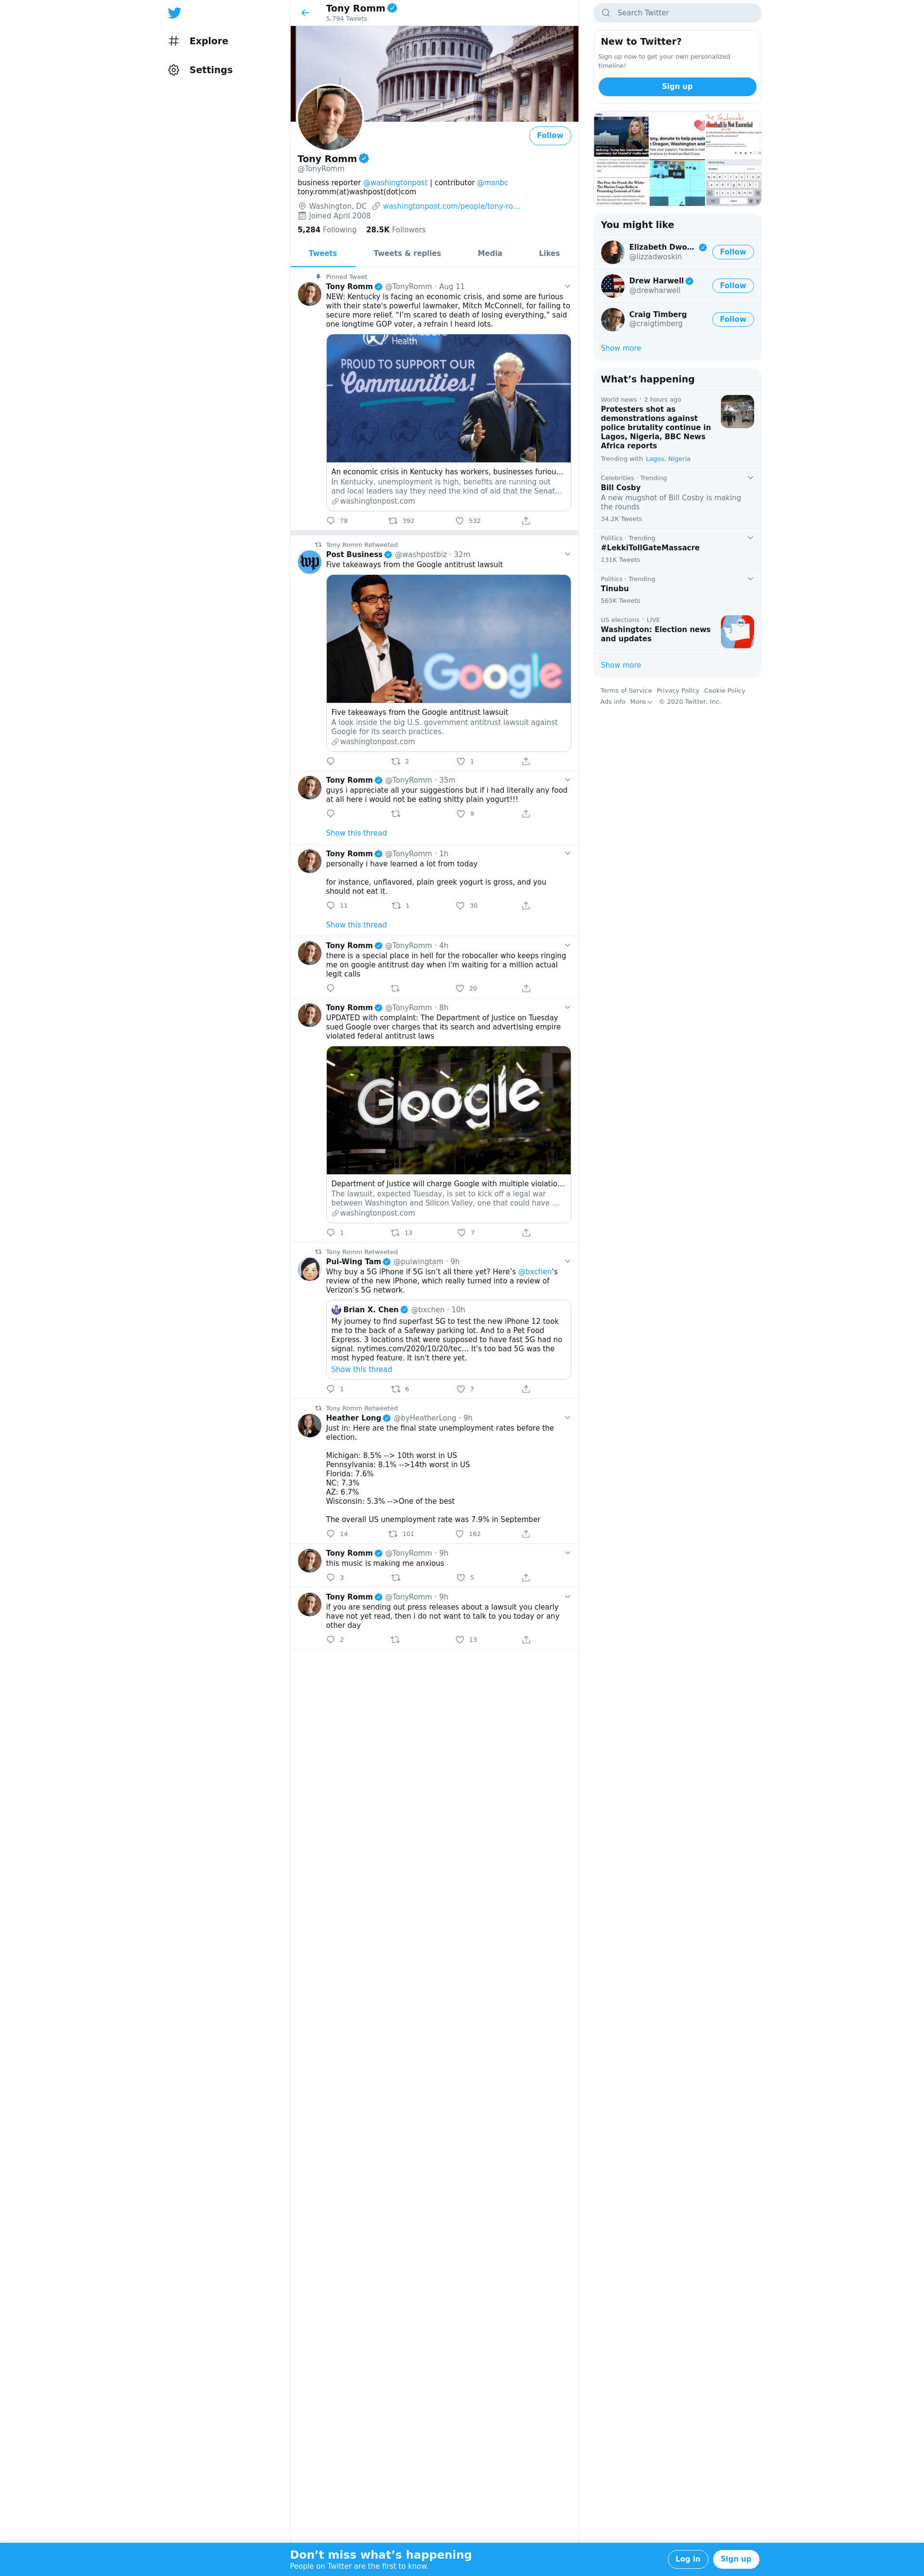 Explore
Settings
Tony Romm
5,794 Tweets
Follow
Tony Romm
@TonyRomm
business reporter @washingtonpost | contributor @msnbc
tony.romm(at)washpost(dot)com
Washington, DC washingtonpost.com/people/tony-ro…
Joined April 2008
5,284 Following 28.5K Followers
Tweets Tweets & replies Media Likes
Pinned Tweet
Tony Romm @TonyRomm · Aug 11
NEW: Kentucky is facing an economic crisis, and some are furious
with their state's powerful lawmaker, Mitch McConnell, for failing to
secure more relief. “I’m scared to death of losing everything,” said
one longtime GOP voter, a refrain I heard lots.
Health
PROUD TO SUPPORT OUR
Communities!
An economic crisis in Kentucky has workers, businesses furiou…
In Kentucky, unemployment is high, benefits are running out
and local leaders say they need the kind of aid that the Senat…
washingtonpost.com
78 392 532
Tony Romm Retweeted
Post Business @washpostbiz · 32m
Five takeaways from the Google antitrust lawsuit
wp
Google
Five takeaways from the Google antitrust lawsuit
A look inside the big U.S. government antitrust lawsuit against
Google for its search practices.
washingtonpost.com
2 1
Tony Romm @TonyRomm · 35m
guys i appreciate all your suggestions but if i had literally any food
at all here i would not be eating shitty plain yogurt!!!
9
Show this thread
Tony Romm @TonyRomm · 1h
personally i have learned a lot from today
for instance, unflavored, plain greek yogurt is gross, and you
should not eat it.
11 1 30
Show this thread
Tony Romm @TonyRomm · 4h
there is a special place in hell for the robocaller who keeps ringing
me on google antitrust day when i'm waiting for a million actual
legit calls
20
Tony Romm @TonyRomm · 8h
UPDATED with complaint: The Department of Justice on Tuesday
sued Google over charges that its search and advertising empire
violated federal antitrust laws
Google
Department of Justice will charge Google with multiple violatio…
The lawsuit, expected Tuesday, is set to kick off a legal war
between Washington and Silicon Valley, one that could have …
washingtonpost.com
1 13 7
Tony Romm Retweeted
Pui-Wing Tam @puiwingtam · 9h
Why buy a 5G iPhone if 5G isn’t all there yet? Here’s @bxchen’s
review of the new iPhone, which really turned into a review of
Verizon’s 5G network.
Brian X. Chen @bxchen · 10h
My journey to find superfast 5G to test the new iPhone 12 took
me to the back of a Safeway parking lot. And to a Pet Food
Express. 3 locations that were supposed to have fast 5G had no
signal. nytimes.com/2020/10/20/tec… It's too bad 5G was the
most hyped feature. It isn't there yet.
Show this thread
1 6 7
Tony Romm Retweeted
Heather Long @byHeatherLong · 9h
Just in: Here are the final state unemployment rates before the
election.
Michigan: 8.5% --> 10th worst in US
Pennsylvania: 8.1% -->14th worst in US
Florida: 7.6%
NC: 7.3%
AZ: 6.7%
Wisconsin: 5.3% -->One of the best
The overall US unemployment rate was 7.9% in September
14 101 162
Tony Romm @TonyRomm · 9h
this music is making me anxious
3 5
Tony Romm @TonyRomm · 9h
if you are sending out press releases about a lawsuit you clearly
have not yet read, then i do not want to talk to you today or any
other day
2 13
Search Twitter
New to Twitter?
Sign up now to get your own personalized
timeline!
Sign up
You might like
Elizabeth Dwo…
@lizzadwoskin
Follow
Drew Harwell
@drewharwell
Follow
Craig Timberg
@craigtimberg
Follow
Show more
What’s happening
World news · 2 hours ago
Protesters shot as
demonstrations against
police brutality continue in
Lagos, Nigeria, BBC News
Africa reports
Trending with Lagos, Nigeria
Celebrities · Trending
Bill Cosby
A new mugshot of Bill Cosby is making
the rounds
34.2K Tweets
Politics · Trending
#LekkiTollGateMassacre
131K Tweets
Politics · Trending
Tinubu
565K Tweets
US elections · LIVE
Washington: Election news
and updates
Show more
Terms of Service Privacy Policy Cookie Policy
Ads info More © 2020 Twitter, Inc.
Don’t miss what’s happening
People on Twitter are the first to know.
Log in Sign up